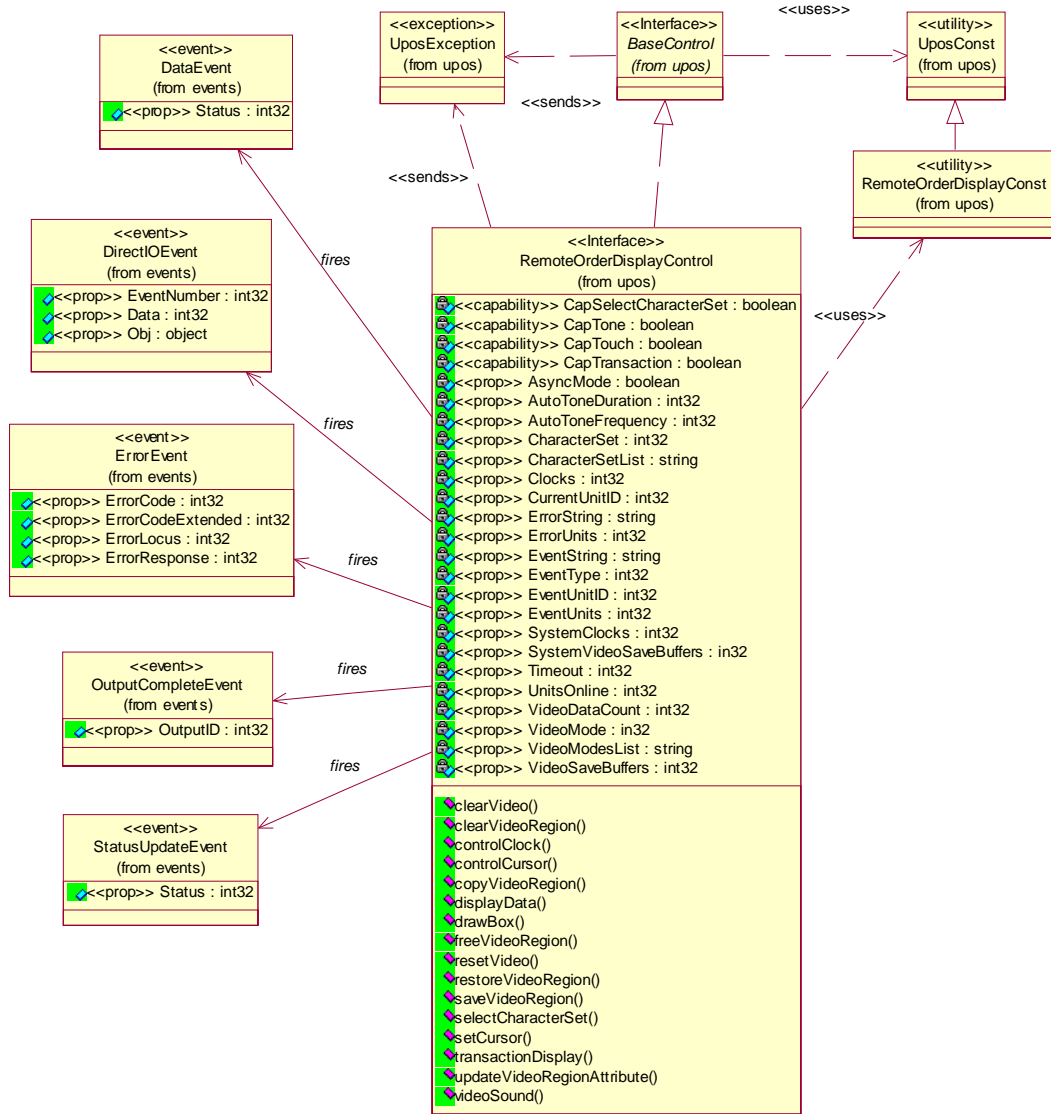 <<event>>
DataEvent
(from events)
<<prop>> Status : int32
<<exception>>
UposException
(from upos)
<<Interface>>
BaseControl
(from upos)
<<uses>>
<<utility>>
UposConst
(from upos)
<<sends>>
<<sends>>
<<utility>>
RemoteOrderDisplayConst
(from upos)
<<event>>
DirectIOEvent
(from events)
<<prop>> EventNumber : int32
<<prop>> Data : int32
<<prop>> Obj : object
fires
<<uses>>
<<Interface>>
RemoteOrderDisplayControl
(from upos)
<<capability>> CapSelectCharacterSet : boolean
<<capability>> CapTone : boolean
<<capability>> CapTouch : boolean
<<capability>> CapTransaction : boolean
<<prop>> AsyncMode : boolean
<<prop>> AutoToneDuration : int32
<<prop>> AutoToneFrequency : int32
<<prop>> CharacterSet : int32
<<prop>> CharacterSetList : string
<<prop>> Clocks : int32
<<prop>> CurrentUnitID : int32
<<prop>> ErrorString : string
<<prop>> ErrorUnits : int32
<<prop>> EventString : string
<<prop>> EventType : int32
<<prop>> EventUnitID : int32
<<prop>> EventUnits : int32
<<prop>> SystemClocks : int32
<<prop>> SystemVideoSaveBuffers : in32
<<prop>> Timeout : int32
<<prop>> UnitsOnline : int32
<<prop>> VideoDataCount : int32
<<prop>> VideoMode : in32
<<prop>> VideoModesList : string
<<prop>> VideoSaveBuffers : int32
clearVideo()
clearVideoRegion()
controlClock()
controlCursor()
copyVideoRegion()
displayData()
drawBox()
freeVideoRegion()
resetVideo()
restoreVideoRegion()
saveVideoRegion()
selectCharacterSet()
setCursor()
transactionDisplay()
updateVideoRegionAttribute()
videoSound()
fires
<<event>>
ErrorEvent
(from events)
<<prop>> ErrorCode : int32
<<prop>> ErrorCodeExtended : int32
<<prop>> ErrorLocus : int32
<<prop>> ErrorResponse : int32
fires
<<event>>
OutputCompleteEvent
(from events)
<<prop>> OutputID : int32
fires
fires
<<event>>
StatusUpdateEvent
(from events)
<<prop>> Status : int32